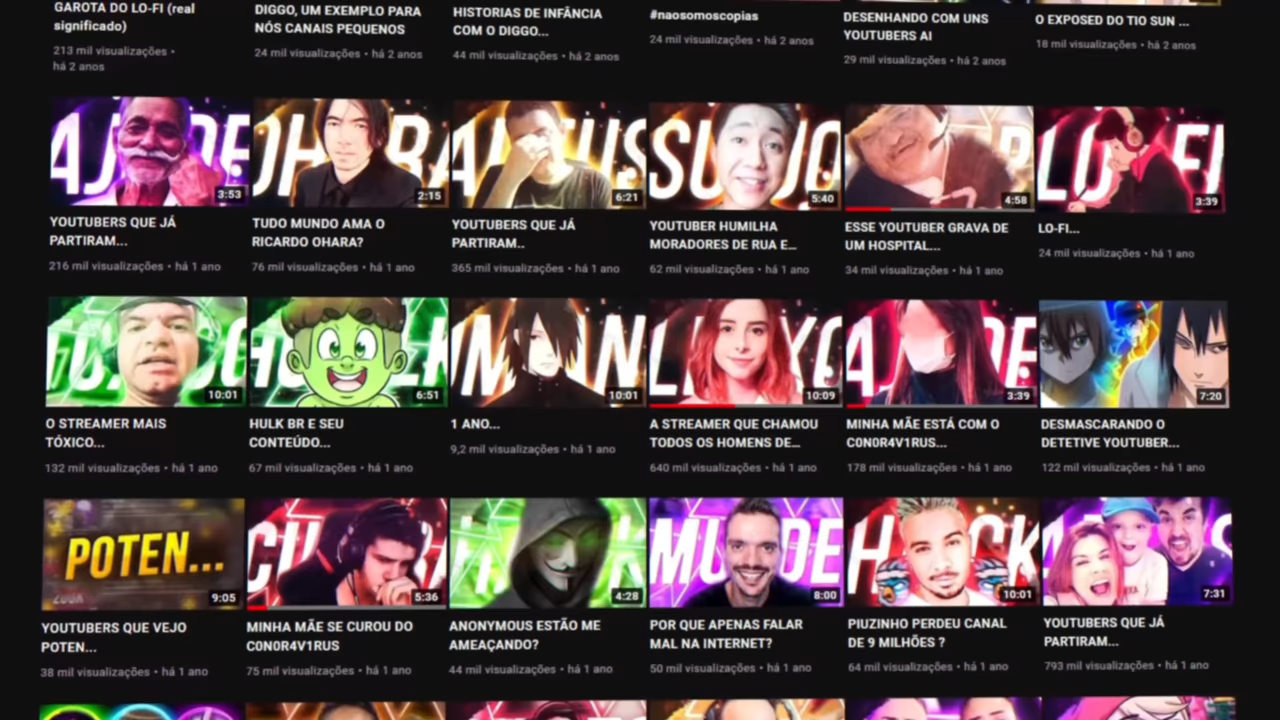 GAROTA DO LO-FI (real
significado)
213 mil visualizações •
há 2 anos
DIGGO, UM EXEMPLO PARA
NÓS CANAIS PEQUENOS
24 mil visualizações • há 2 anos
HISTORIAS DE INFÂNCIA
COM O DIGGO...
44 mil visualizações • há 2 anos
#naosomoscopias
24 mil visualizações • há 2 anos
DESENHANDO COM UNS
YOUTUBERS AI
29 mil visualizações • há 2 anos
O EXPOSED DO TIO SUN ...
18 mil visualizações • há 2 anos
3:53
YOUTUBERS QUE JÁ
PARTIRAM...
216 mil visualizações • há 1 ano
2:15
TUDO MUNDO AMA O
RICARDO OHARA?
76 mil visualizações • há 1 ano
6:21
YOUTUBERS QUE JÁ
PARTIRAM..
365 mil visualizações • há 1 ano
5:40
YOUTUBER HUMILHA
MORADORES DE RUA E...
62 mil visualizações • há 1 ano
4:58
ESSE YOUTUBER GRAVA DE
UM HOSPITAL...
34 mil visualizações • há 1 ano
3:39
LO-FI...
24 mil visualizações • há 1 ano
10:01
O STREAMER MAIS
TÓXICO...
132 mil visualizações • há 1 ano
6:51
HULK BR E SEU
CONTEÚDO...
67 mil visualizações • há 1 ano
10:01
1 ANO...
9,2 mil visualizações • há 1 ano
10:09
A STREAMER QUE CHAMOU
TODOS OS HOMENS DE...
640 mil visualizações • há 1 ano
3:39
MINHA MÃE ESTÁ COM O
C0N0R4V1RUS...
178 mil visualizações • há 1 ano
7:20
DESMASCARANDO O
DETETIVE YOUTUBER...
122 mil visualizações • há 1 ano
POTEN...
9:05
YOUTUBERS QUE VEJO
POTEN...
38 mil visualizações • há 1 ano
5:36
MINHA MÃE SE CUROU DO
C0N0R4V1RUS
75 mil visualizações • há 1 ano
4:28
ANONYMOUS ESTÃO ME
AMEAÇANDO?
44 mil visualizações • há 1 ano
8:00
POR QUE APENAS FALAR
MAL NA INTERNET?
50 mil visualizações • há 1 ano
10:01
PIUZINHO PERDEU CANAL
DE 9 MILHÕES ?
64 mil visualizações • há 1 ano
7:31
YOUTUBERS QUE JÁ
PARTIRAM...
793 mil visualizações • há 1 ano